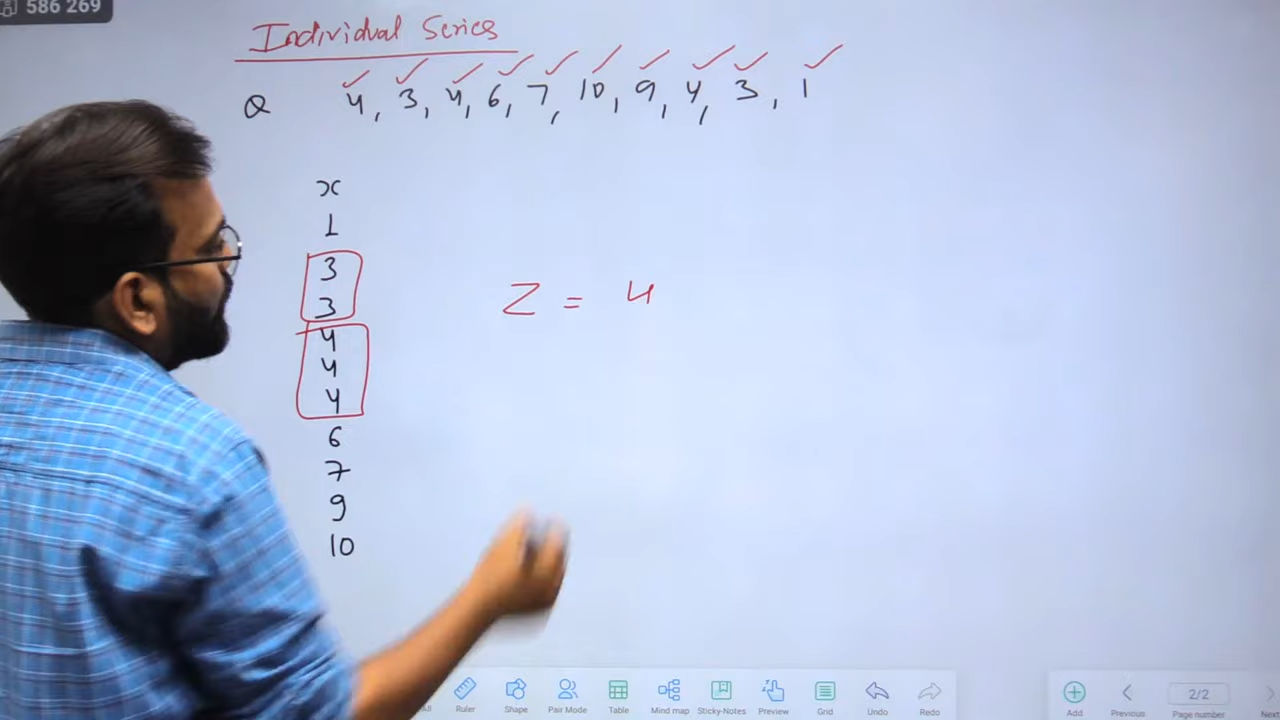 586 269
Individual Series
Q 4, 3, 4, 6, 7, 10, 9, 4, 3, 1
x
1
3
3
Z = 4
4
4
4
6
7
9
10
Ruler Shape Pair Mode Table Mind map Sticky-Notes Preview Grid Undo Redo Add Previous 2/2 Page number